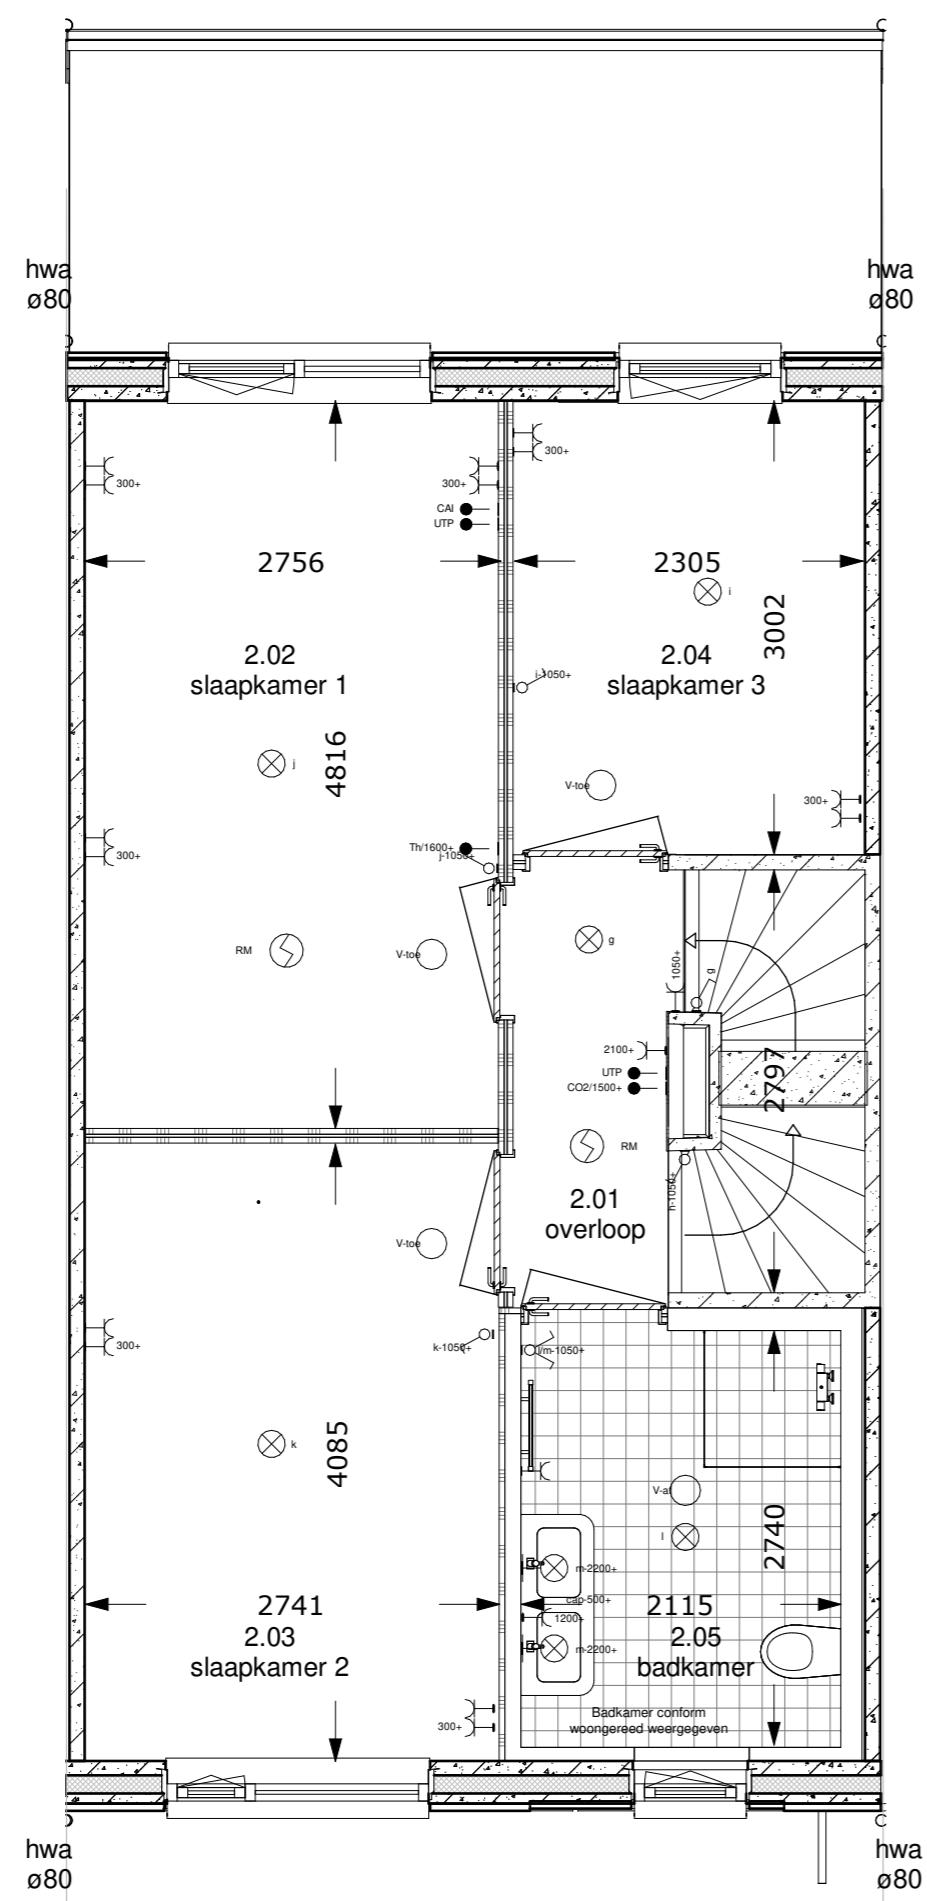 hwa
ø80
hwa
ø80
300+
300+
300+
CAI
UTP
2756
2305
i
3002
2.02
slaapkamer 1
2.04
slaapkamer 3
i-1050+
4816
j
V-toe
300+
Th/1600+
j-1050+
300+
g
RM
V-toe
1050+
g
2100+
UTP
CO2/1500+
2797
RM
h-1050+
2.01
overloop
V-toe
k-1050+
l/m-1050+
300+
k
4085
V-af
l
2740
m-2200+
cap-500+
1200+
m-2200+
2741
2.03
slaapkamer 2
2115
2.05
badkamer
300+
Badkamer conform
woongereed weergegeven
hwa
ø80
hwa
ø80